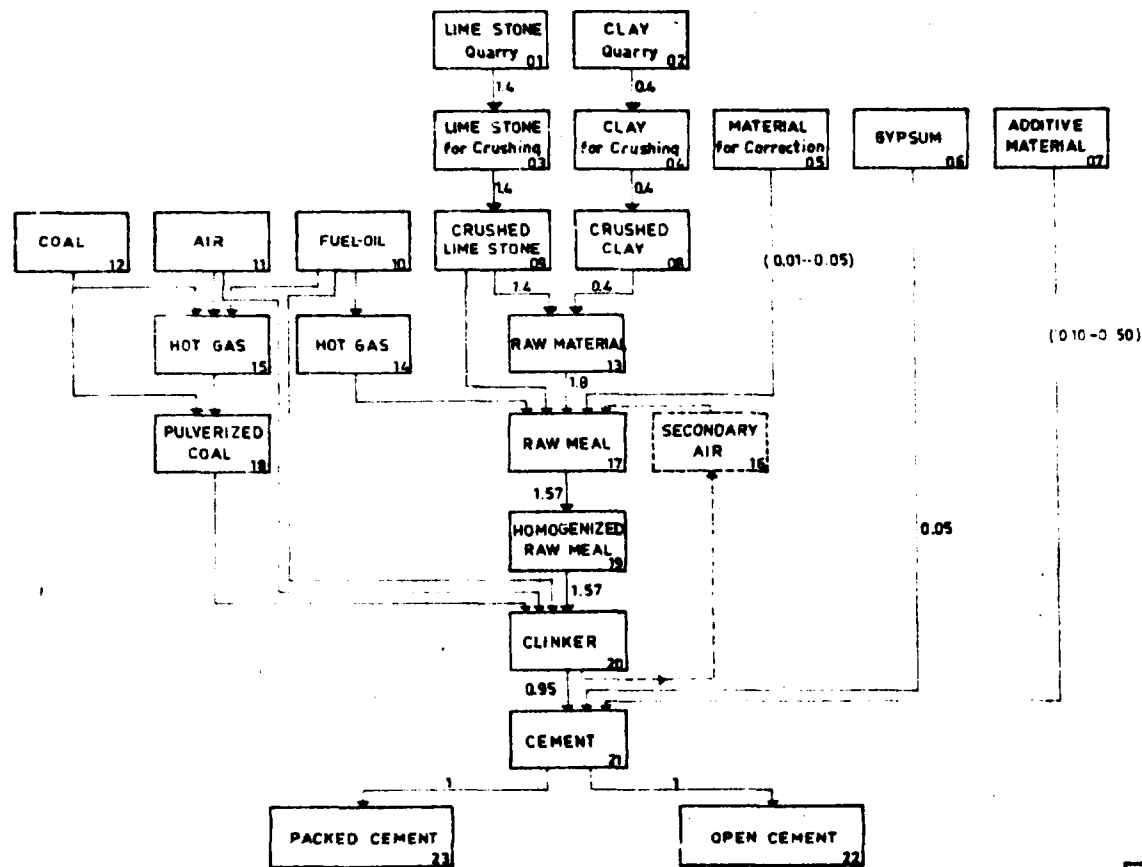 LIME STONE
Quarry
01
CLAY
Quarry
02
1.4
0.4
LIME STONE
for Crushing
03
CLAY
for Crushing
04
MATERIAL
for Correction
05
GYPSUM
06
ADDITIVE
MATERIAL
07
1.4
0.4
COAL
12
AIR
11
FUEL-OIL
10
CRUSHED
LIME STONE
09
CRUSHED
CLAY
08
(0.01--0.05)
1.4
0.4
(0.10-0.50)
HOT GAS
15
HOT GAS
14
RAW MATERIAL
13
1.8
PULVERIZED
COAL
18
RAW MEAL
17
SECONDARY
AIR
16
1.57
0.05
HOMOGENIZED
RAW MEAL
19
1.57
CLINKER
20
0.95
CEMENT
21
1
1
PACKED CEMENT
23
OPEN CEMENT
22